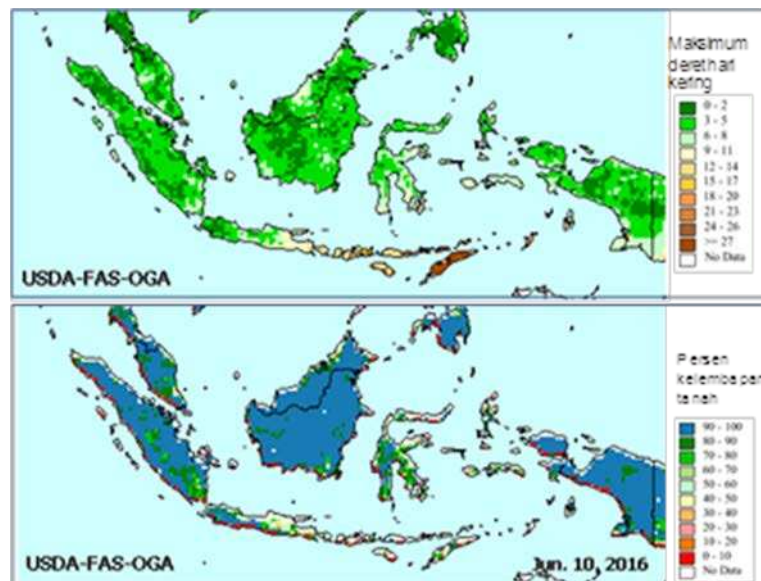 Maksimum
derethari
kering
0 - 2
3 - 5
6 - 8
9 - 11
12 - 14
15 - 17
18 - 20
21 - 23
24 - 26
>= 27
No Data
USDA-FAS-OGA
Persen
kelembapan
tanah
90 - 100
80 - 90
70 - 80
60 - 70
50 - 60
40 - 50
30 - 40
20 - 30
10 - 20
0 - 10
No Data
USDA-FAS-OGA
Jun. 10, 2016